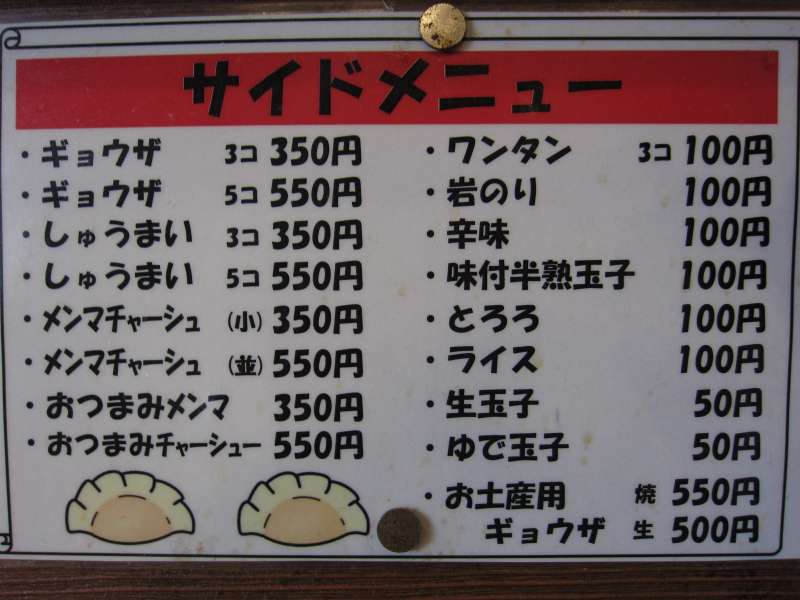 サイドメニュー
・ギョウザ 3コ 350円
・ギョウザ 5コ 550円
・しゅうまい 3コ 350円
・しゅうまい 5コ 550円
・メンマチャーシュ (小) 350円
・メンマチャーシュ (並) 550円
・おつまみメンマ 350円
・おつまみチャーシュー 550円
・ワンタン 3コ 100円
・岩のり 100円
・辛味 100円
・味付半熟玉子 100円
・とろろ 100円
・ライス 100円
・生玉子 50円
・ゆで玉子 50円
・お土産用 焼 550円
ギョウザ 生 500円